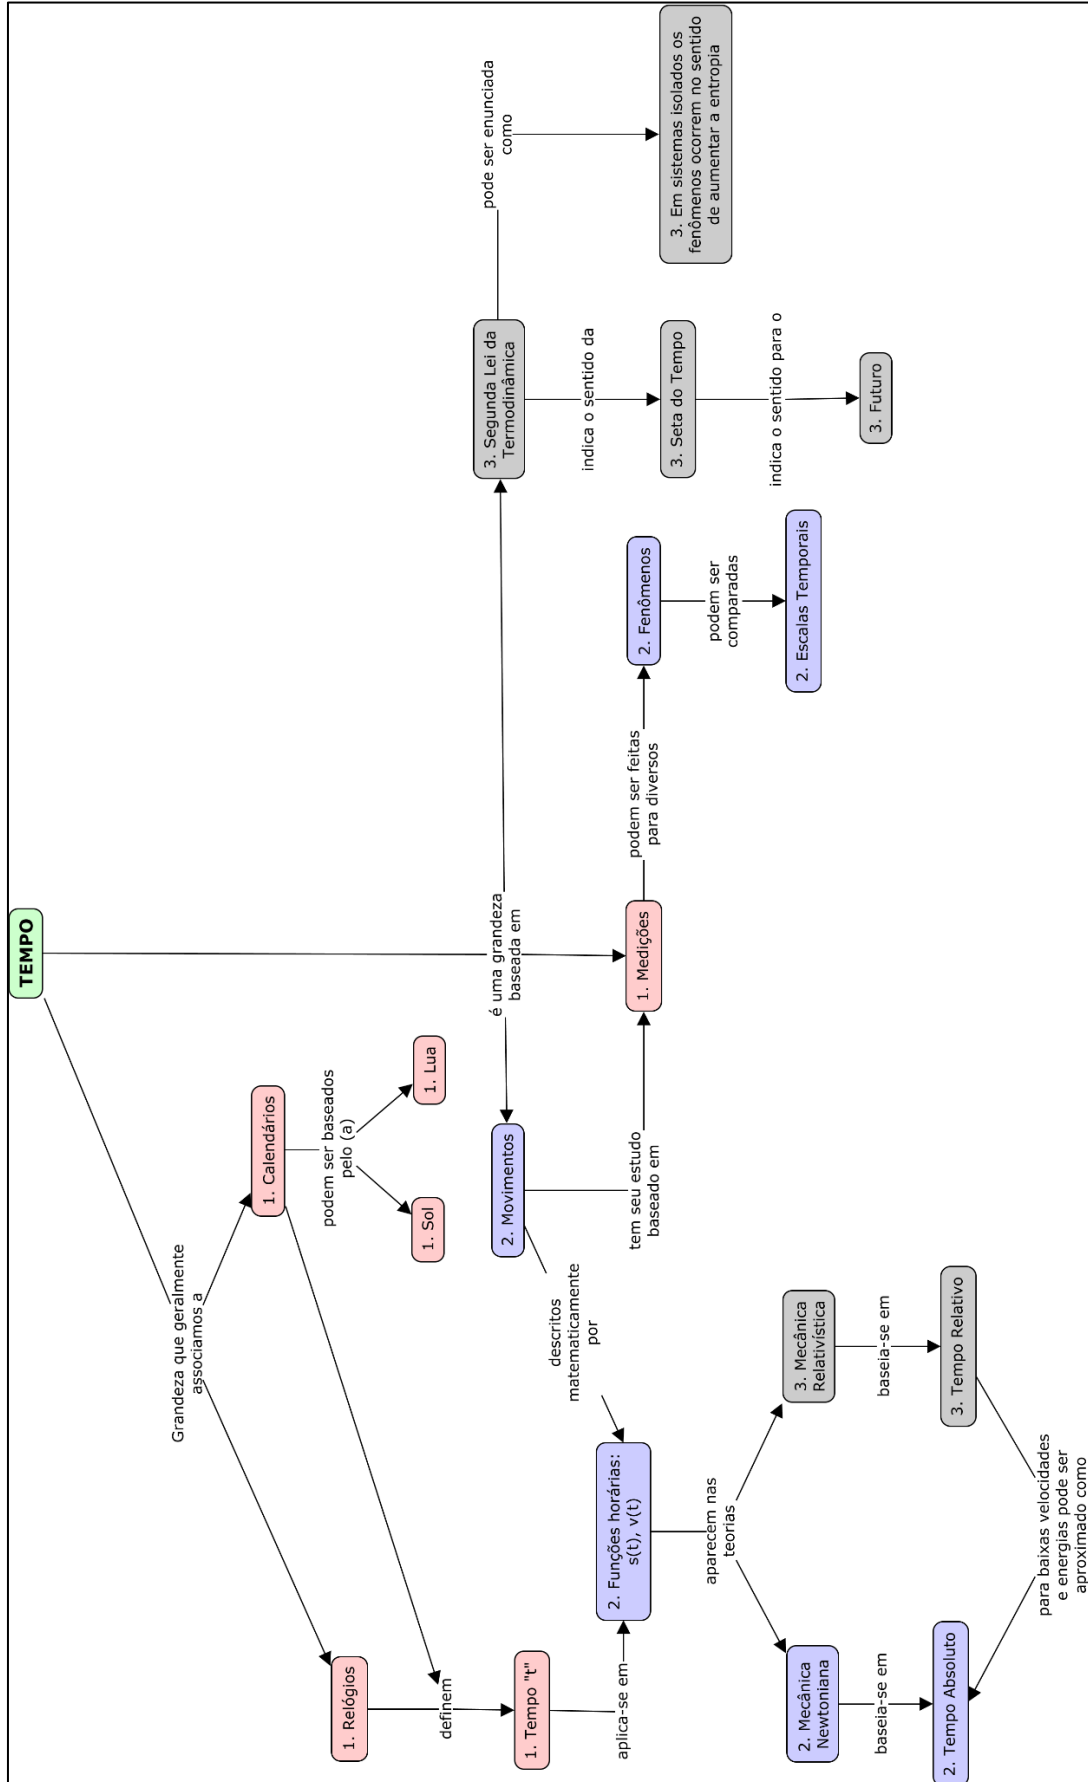 TEMPO
Grandeza que geralmente
associamos a
1. Relógios
1. Calendários
podem ser baseados
pelo (a)
1. Sol
1. Lua
definem
1. Tempo "t"
aplica-se em
é uma grandeza
baseada em
2. Movimentos
3. Segunda Lei da
Termodinâmica
pode ser enunciada
como
3. Em sistemas isolados os
fenômenos ocorrem no sentido
de aumentar a entropia
indica o sentido da
3. Seta do Tempo
indica o sentido para o
3. Futuro
descritos
matematicamente
por
tem seu estudo
baseado em
1. Medições
podem ser feitas
para diversos
2. Fenômenos
podem ser
comparadas
2. Escalas Temporais
2. Funções horárias:
s(t), v(t)
aparecem nas
teorias
2. Mecânica
Newtoniana
3. Mecânica
Relativística
baseia-se em
baseia-se em
2. Tempo Absoluto
3. Tempo Relativo
para baixas velocidades
e energias pode ser
aproximado como